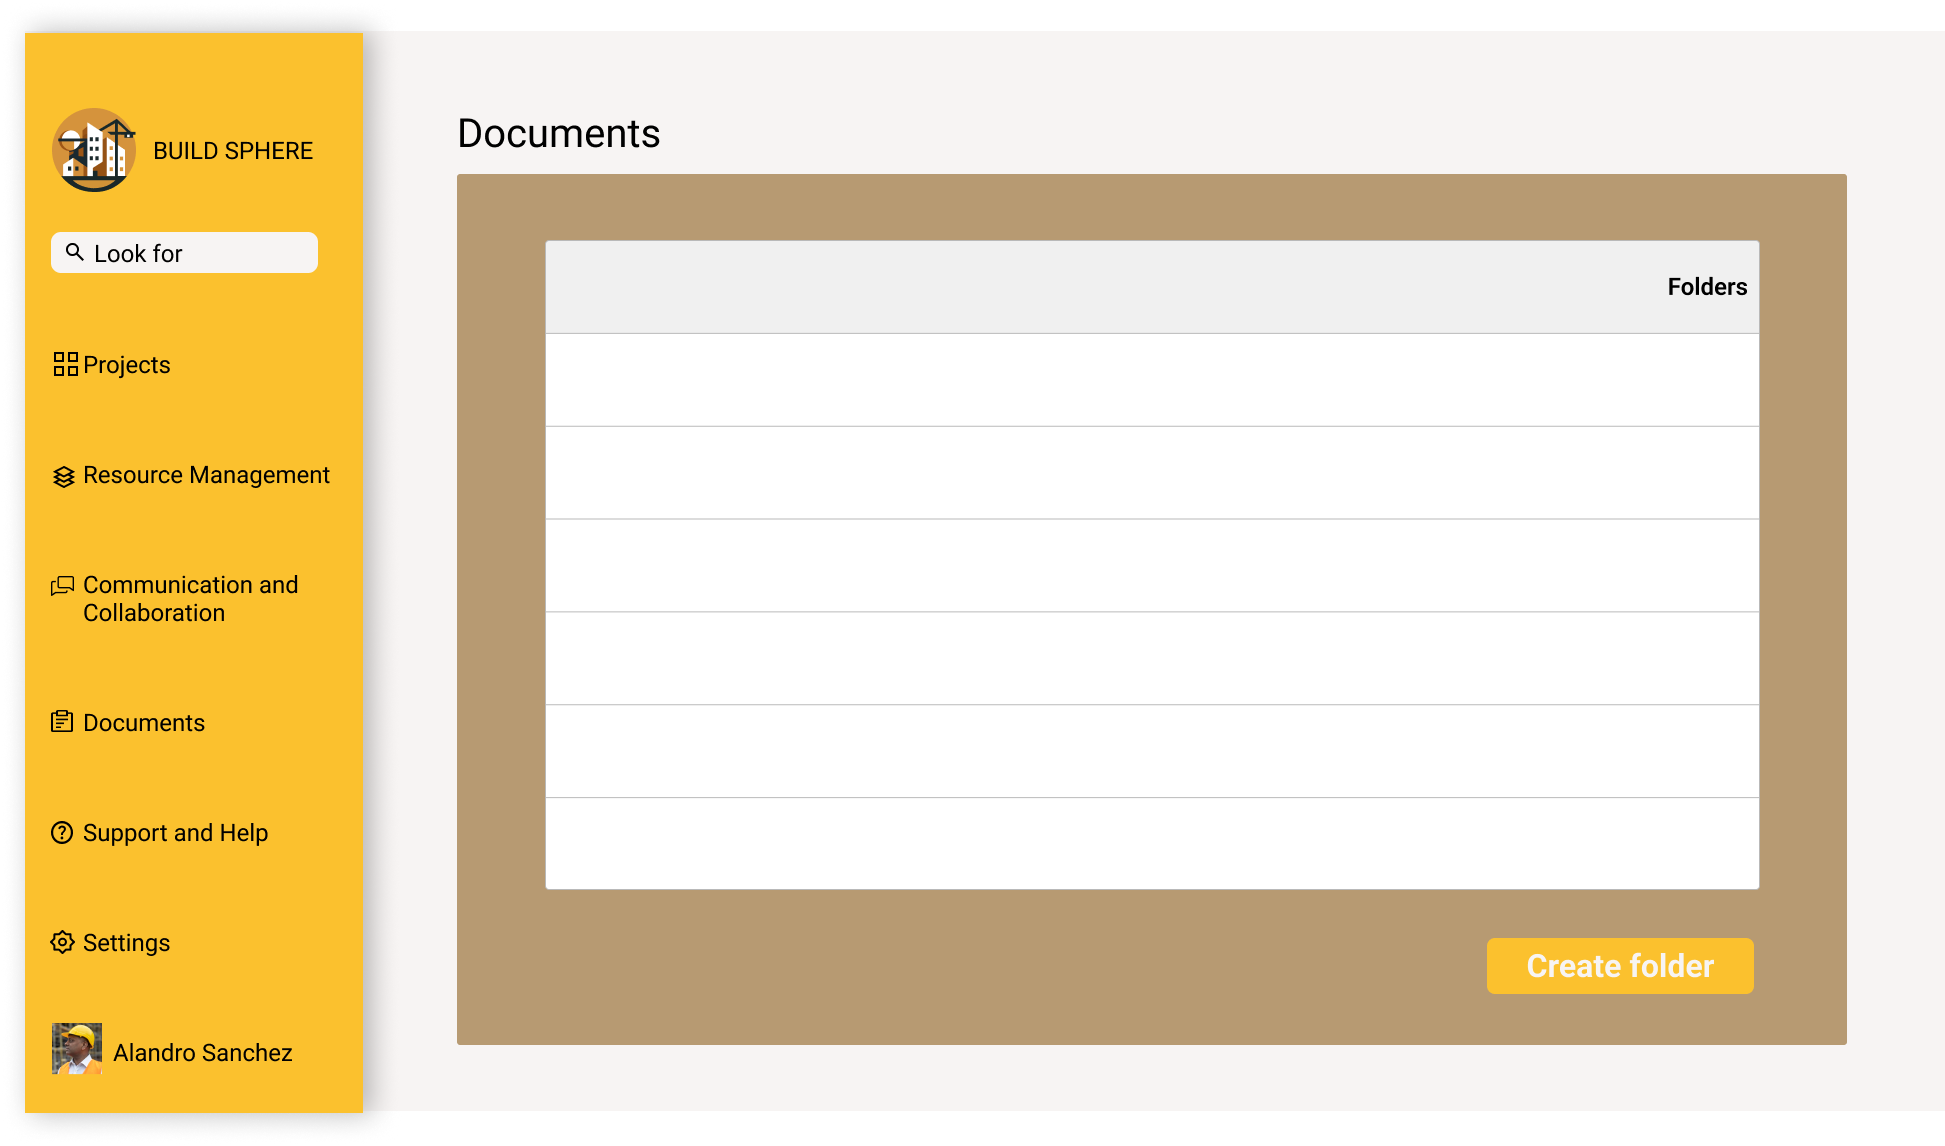 BUILD SPHERE
Look for
Projects
Resource Management
Communication and
Collaboration
Documents
Support and Help
Settings
Alandro Sanchez
Documents
Folders
Create folder